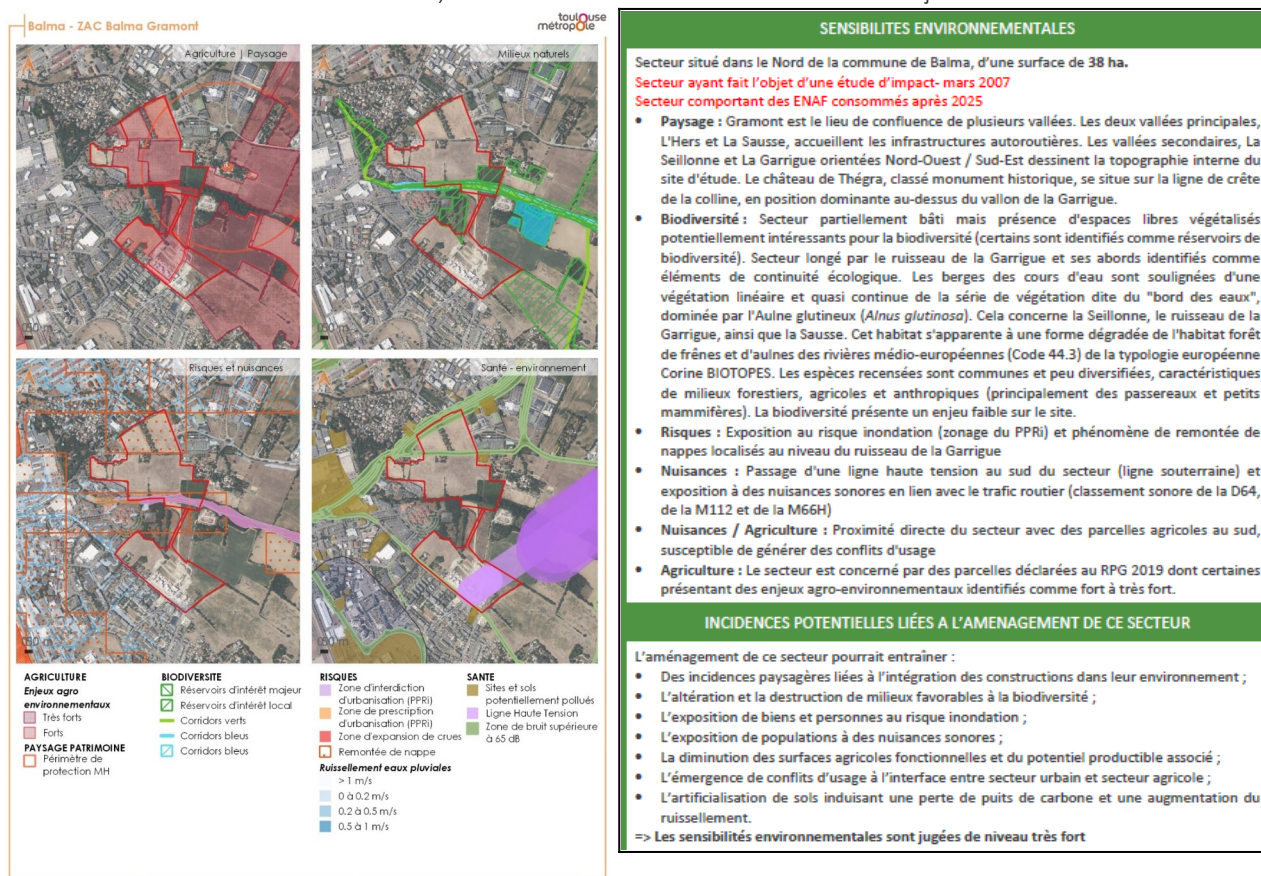 Balma - ZAC Balma Gramont
toulouse
métropole
Agriculture | Paysage
Milieux naturels
Risques et nuisances
Santé - environnement
AGRICULTURE
Enjeux agro
environnementaux
Très forts
Forts
PAYSAGE PATRIMOINE
Périmètre de
protection MH
BIODIVERSITE
Réservoirs d'intérêt majeur
Réservoirs d'intérêt local
Corridors verts
Corridors bleus
Corridors bleus
RISQUES
Zone d'interdiction
d'urbanisation (PPRi)
Zone de prescription
d'urbanisation (PPRi)
Zone d'expansion de crues
Remontée de nappe
Ruissellement eaux pluviales
> 1 m/s
0 à 0.2 m/s
0.2 à 0.5 m/s
0.5 à 1 m/s
SANTE
Sites et sols
potentiellement pollués
Ligne Haute Tension
Zone de bruit supérieure
à 65 dB
SENSIBILITES ENVIRONNEMENTALES
Secteur situé dans le Nord de la commune de Balma, d'une surface de 38 ha.
Secteur ayant fait l'objet d'une étude d'impact- mars 2007
Secteur comportant des ENAF consommés après 2025
• Paysage : Gramont est le lieu de confluence de plusieurs vallées. Les deux vallées principales,
L'Hers et La Sausse, accueillent les infrastructures autoroutières. Les vallées secondaires, La
Seillonne et La Garrigue orientées Nord-Ouest / Sud-Est dessinent la topographie interne du
site d'étude. Le château de Thégra, classé monument historique, se situe sur la ligne de crête
de la colline, en position dominante au-dessus du vallon de la Garrigue.
• Biodiversité : Secteur partiellement bâti mais présence d'espaces libres végétalisés
potentiellement intéressants pour la biodiversité (certains sont identifiés comme réservoirs de
biodiversité). Secteur longé par le ruisseau de la Garrigue et ses abords identifiés comme
éléments de continuité écologique. Les berges des cours d'eau sont soulignées d'une
végétation linéaire et quasi continue de la série de végétation dite du "bord des eaux",
dominée par l'Aulne glutineux (Alnus glutinosa). Cela concerne la Seillonne, le ruisseau de la
Garrigue, ainsi que la Sausse. Cet habitat s'apparente à une forme dégradée de l'habitat forêt
de frênes et d'aulnes des rivières médio-européennes (Code 44.3) de la typologie européenne
Corine BIOTOPES. Les espèces recensées sont communes et peu diversifiées, caractéristiques
de milieux forestiers, agricoles et anthropiques (principalement des passereaux et petits
mammifères). La biodiversité présente un enjeu faible sur le site.
• Risques : Exposition au risque inondation (zonage du PPRi) et phénomène de remontée de
nappes localisés au niveau du ruisseau de la Garrigue
• Nuisances : Passage d'une ligne haute tension au sud du secteur (ligne souterraine) et
exposition à des nuisances sonores en lien avec le trafic routier (classement sonore de la D64,
de la M112 et de la M66H)
• Nuisances / Agriculture : Proximité directe du secteur avec des parcelles agricoles au sud,
susceptible de générer des conflits d'usage
• Agriculture : Le secteur est concerné par des parcelles déclarées au RPG 2019 dont certaines
présentant des enjeux agro-environnementaux identifiés comme fort à très fort.
INCIDENCES POTENTIELLES LIÉES A L'AMENAGEMENT DE CE SECTEUR
L'aménagement de ce secteur pourrait entraîner :
• Des incidences paysagères liées à l'intégration des constructions dans leur environnement ;
• L'altération et la destruction de milieux favorables à la biodiversité ;
• L'exposition de biens et personnes au risque inondation ;
• L'exposition de populations à des nuisances sonores ;
• La diminution des surfaces agricoles fonctionnelles et du potentiel productible associé ;
• L'émergence de conflits d'usage à l'interface entre secteur urbain et secteur agricole ;
• L'artificialisation de sols induisant une perte de puits de carbone et une augmentation du
ruissellement.
=> Les sensibilités environnementales sont jugées de niveau très fort